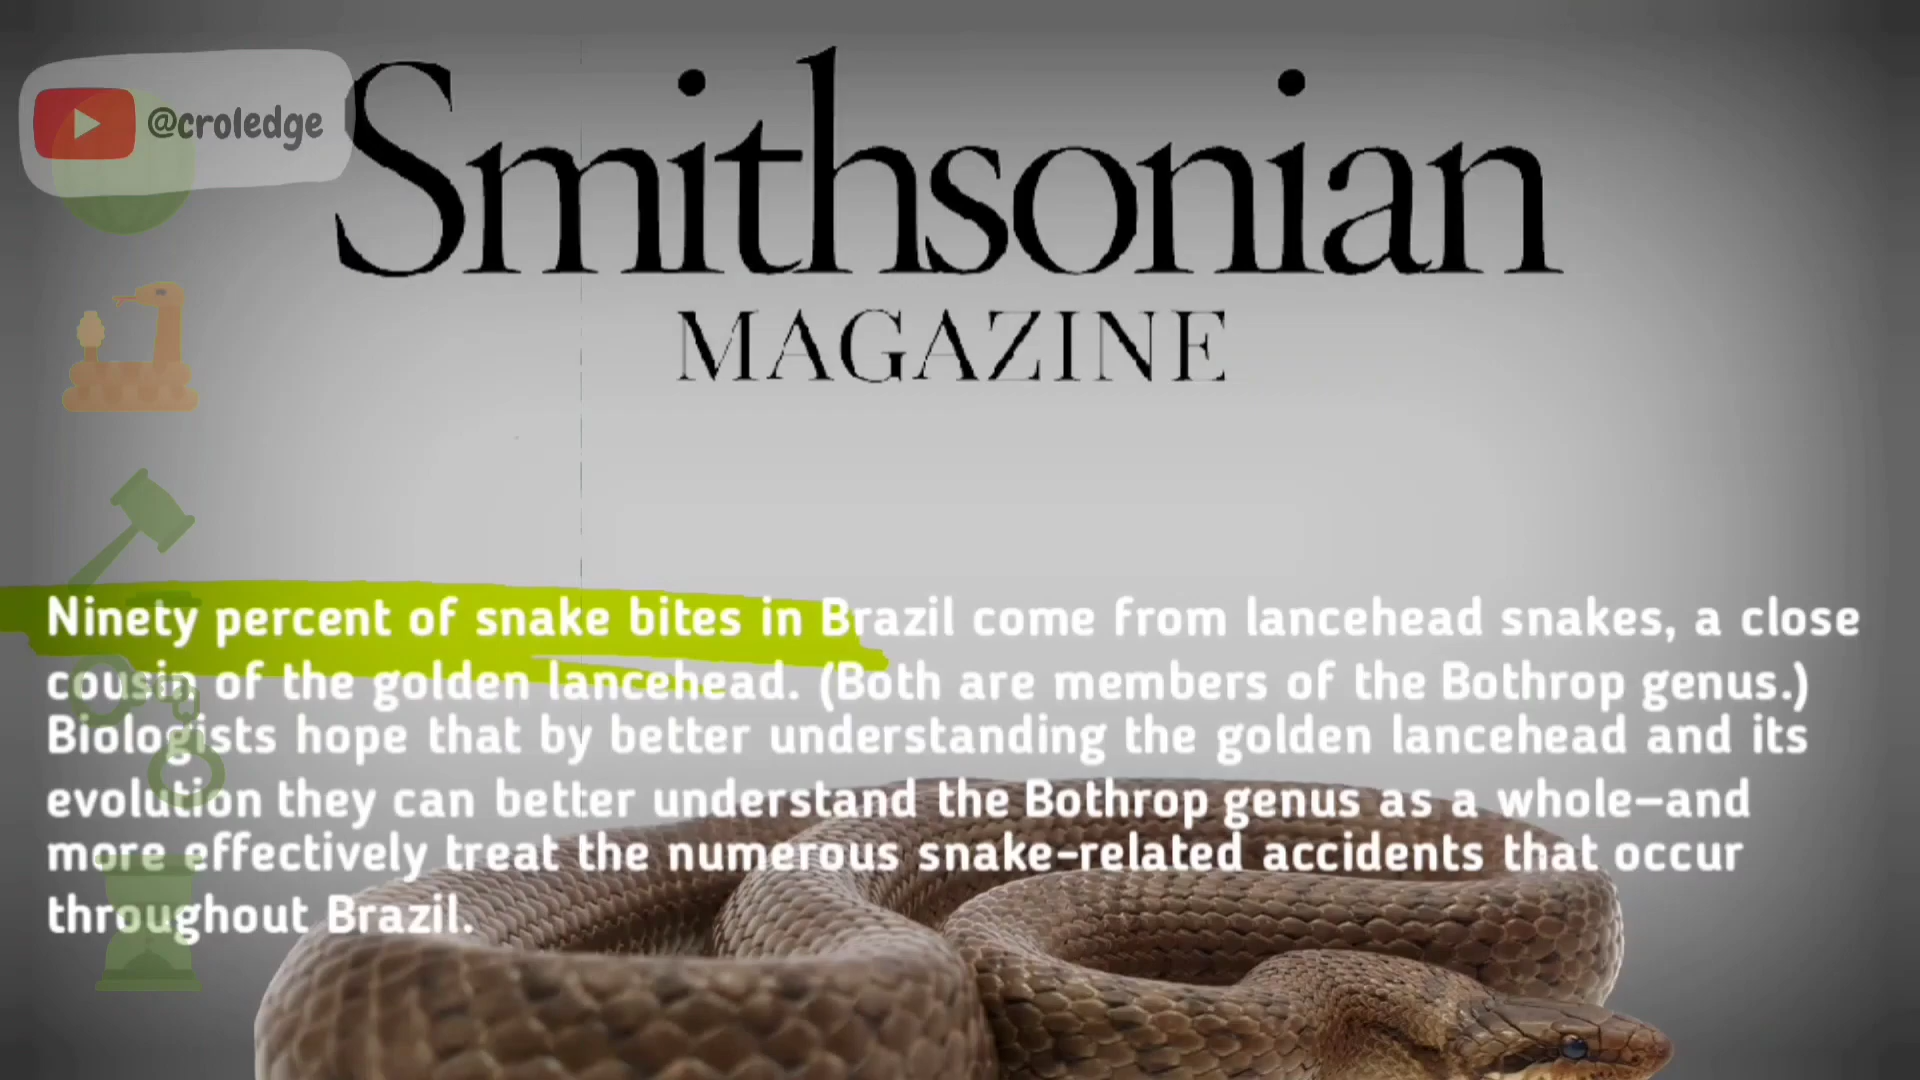 @croledge
Smithsonian
MAGAZINE
Ninety percent of snake bites in Brazil come from lancehead snakes, a close
cousin of the golden lancehead. (Both are members of the Bothrop genus.)
Biologists hope that by better understanding the golden lancehead and its
evolution they can better understand the Bothrop genus as a whole—and
more effectively treat the numerous snake-related accidents that occur
throughout Brazil.